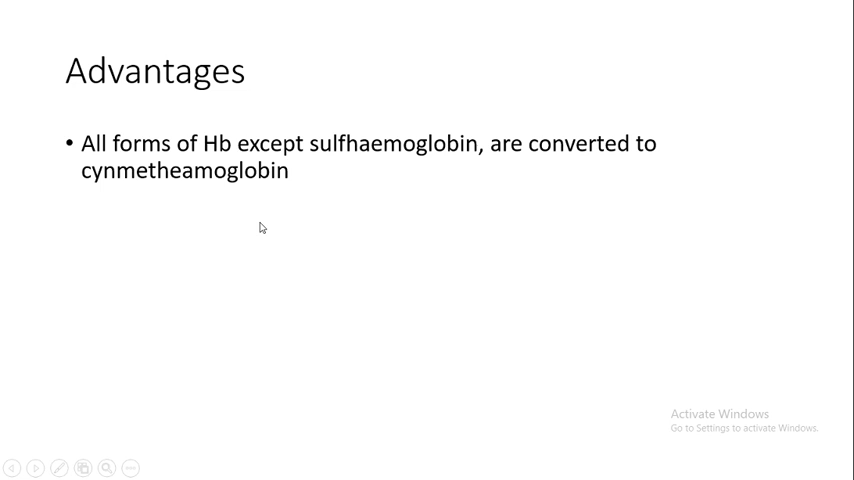 Advantages
• All forms of Hb except sulfhaemoglobin, are converted to
cynmetheamoglobin
Activate Windows
Go to Settings to activate Windows.